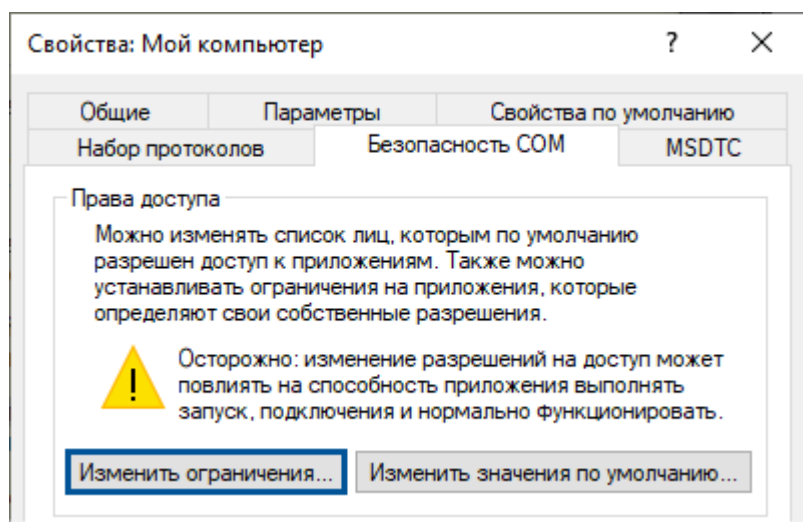 Свойства: Мой компьютер ? ×
Общие Параметры Свойства по умолчанию
Набор протоколов Безопасность COM MSDTC
Права доступа
Можно изменять список лиц, которым по умолчанию
разрешен доступ к приложениям. Также можно
устанавливать ограничения на приложения, которые
определяют свои собственные разрешения.
Осторожно: изменение разрешений на доступ может
повлиять на способность приложения выполнять
запуск, подключения и нормально функционировать.
Изменить ограничения... Изменить значения по умолчанию...